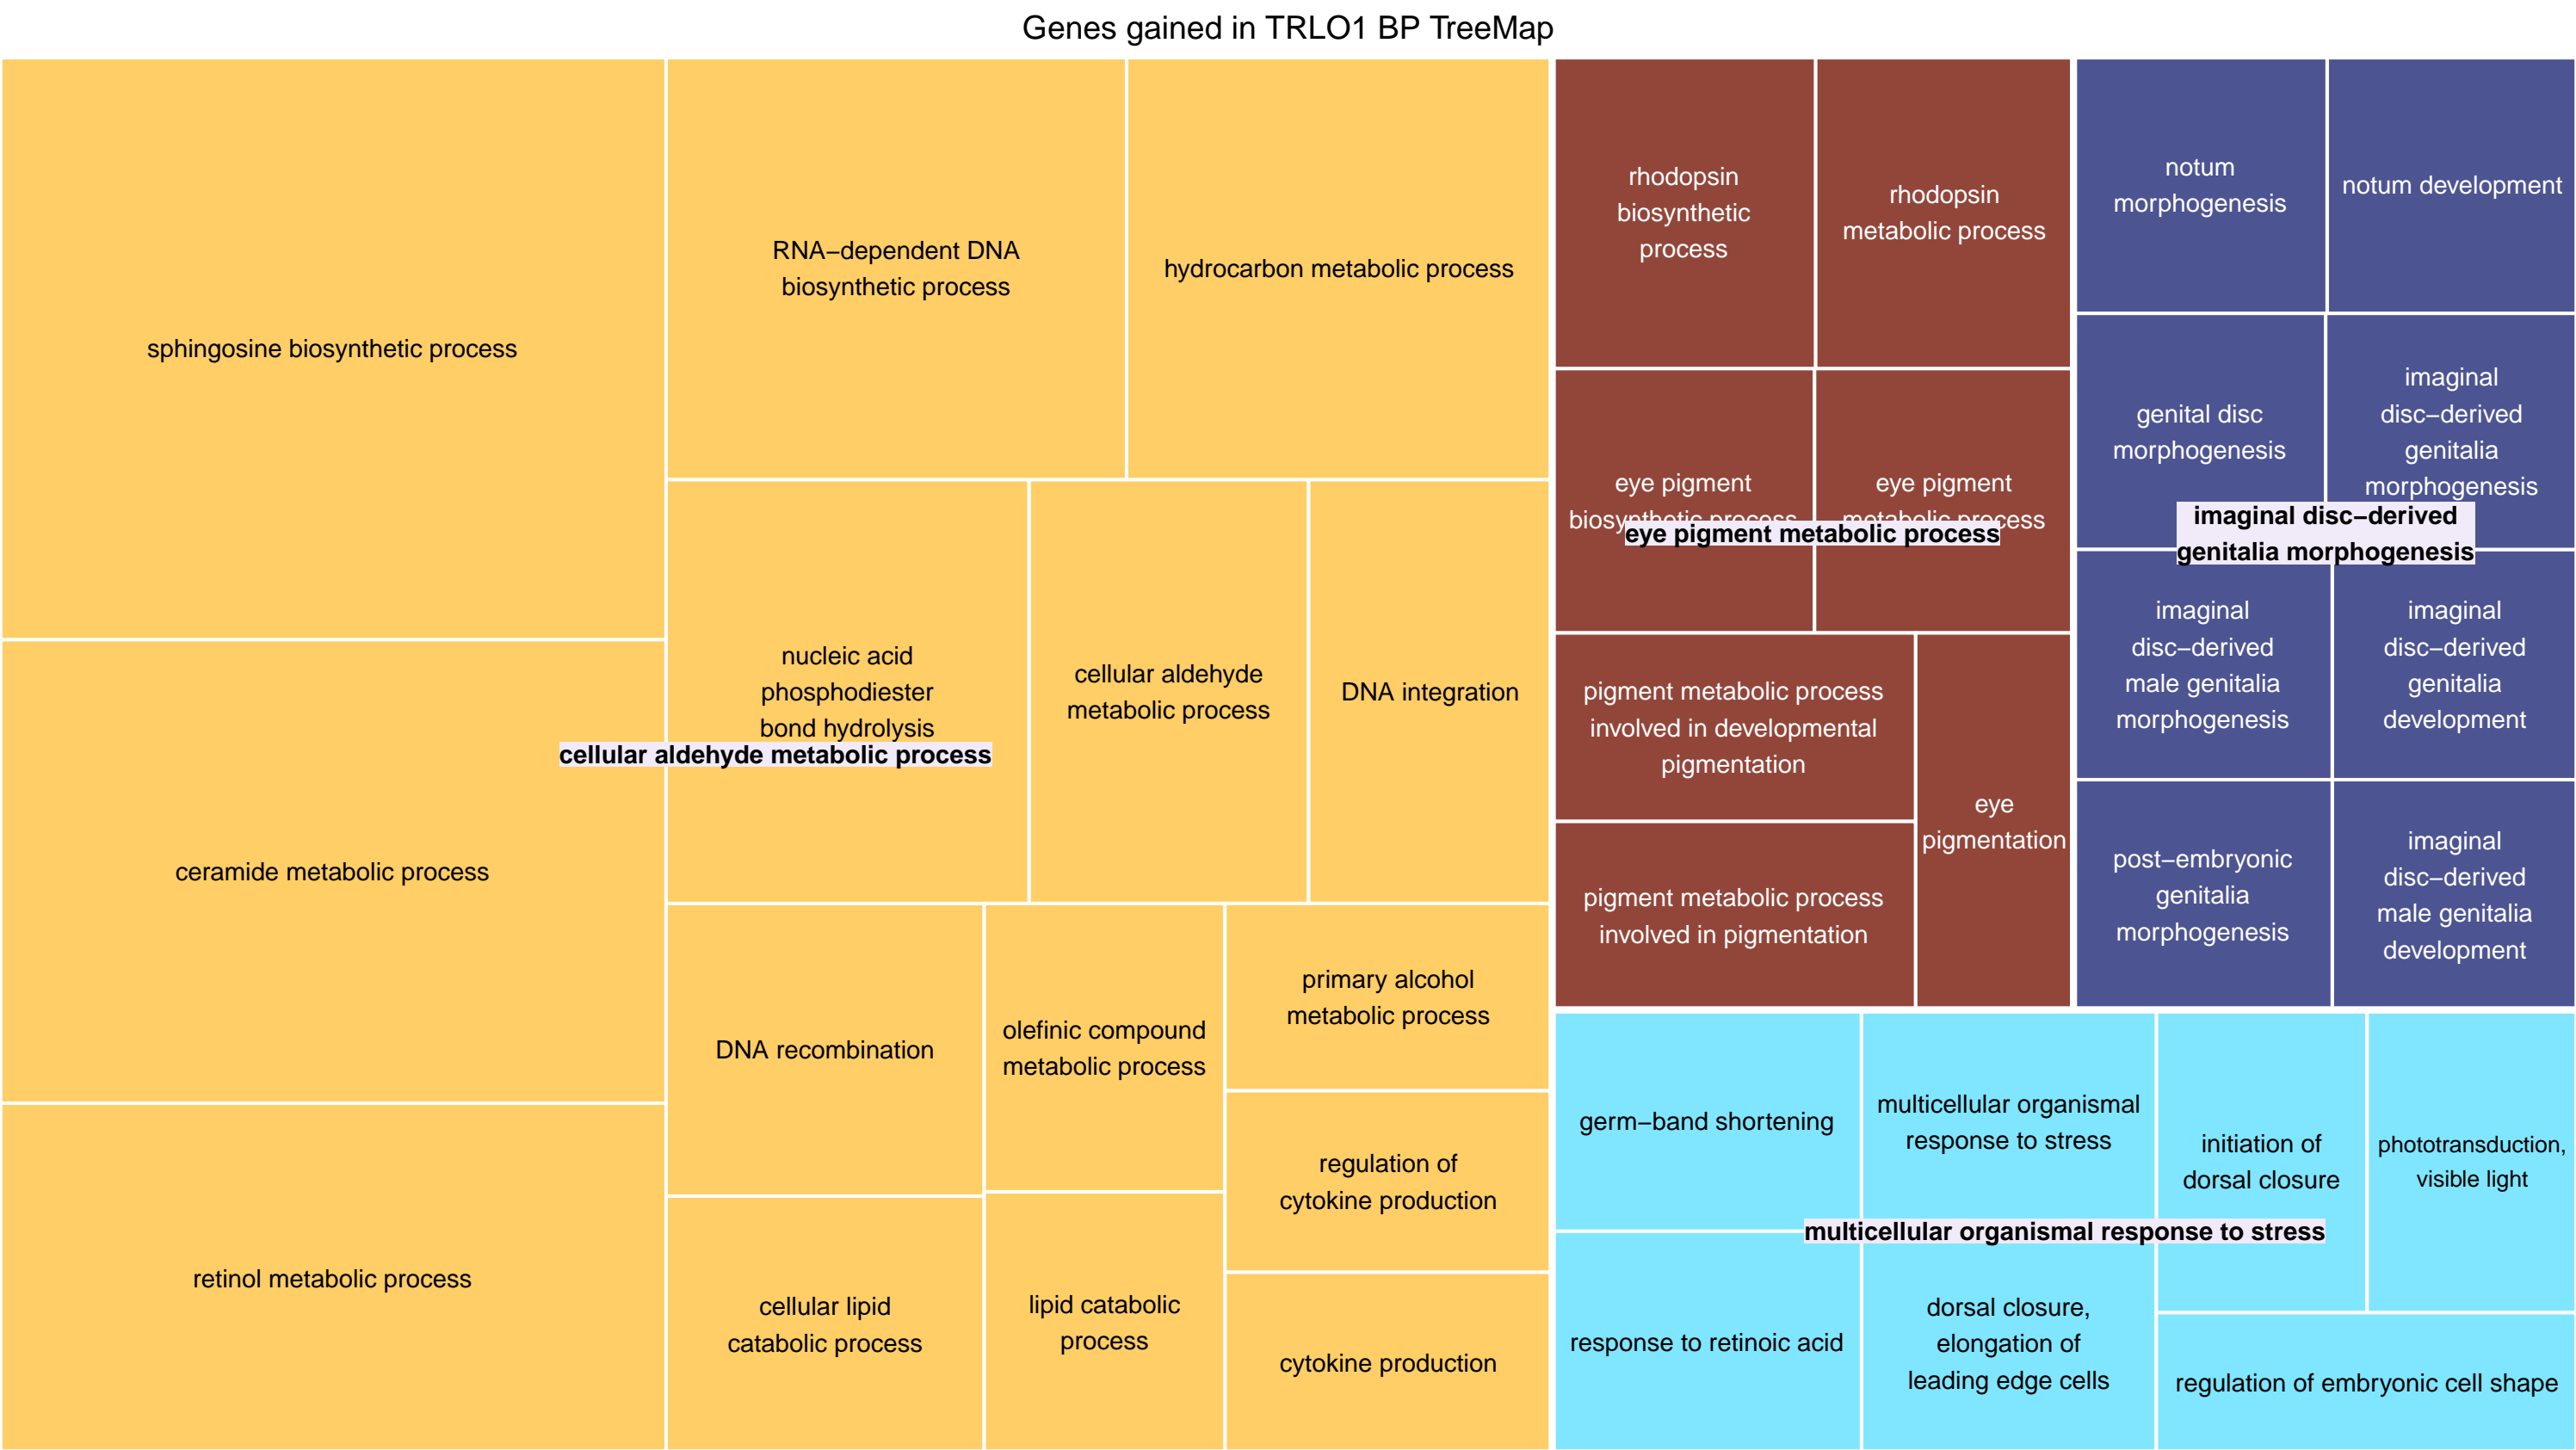 Genes gained in TRLO1 BP TreeMap
sphingosine biosynthetic process
ceramide metabolic process
retinol metabolic process
RNA−dependent DNA
biosynthetic process
hydrocarbon metabolic process
nucleic acid
phosphodiester
bond hydrolysis
cellular aldehyde
metabolic process
DNA integration
cellular aldehyde metabolic process
DNA recombination
olefinic compound
metabolic process
primary alcohol
metabolic process
regulation of
cytokine production
cellular lipid
catabolic process
lipid catabolic
process
cytokine production
rhodopsin
biosynthetic
process
rhodopsin
metabolic process
eye pigment
biosynthetic process
eye pigment
metabolic process
eye pigment metabolic process
pigment metabolic process
involved in developmental
pigmentation
eye
pigmentation
pigment metabolic process
involved in pigmentation
notum
morphogenesis
notum development
genital disc
morphogenesis
imaginal
disc−derived
genitalia
morphogenesis
imaginal disc−derived
genitalia morphogenesis
imaginal
disc−derived
male genitalia
morphogenesis
imaginal
disc−derived
genitalia
development
post−embryonic
genitalia
morphogenesis
imaginal
disc−derived
male genitalia
development
germ−band shortening
multicellular organismal
response to stress
initiation of
dorsal closure
phototransduction,
visible light
multicellular organismal response to stress
response to retinoic acid
dorsal closure,
elongation of
leading edge cells
regulation of embryonic cell shape